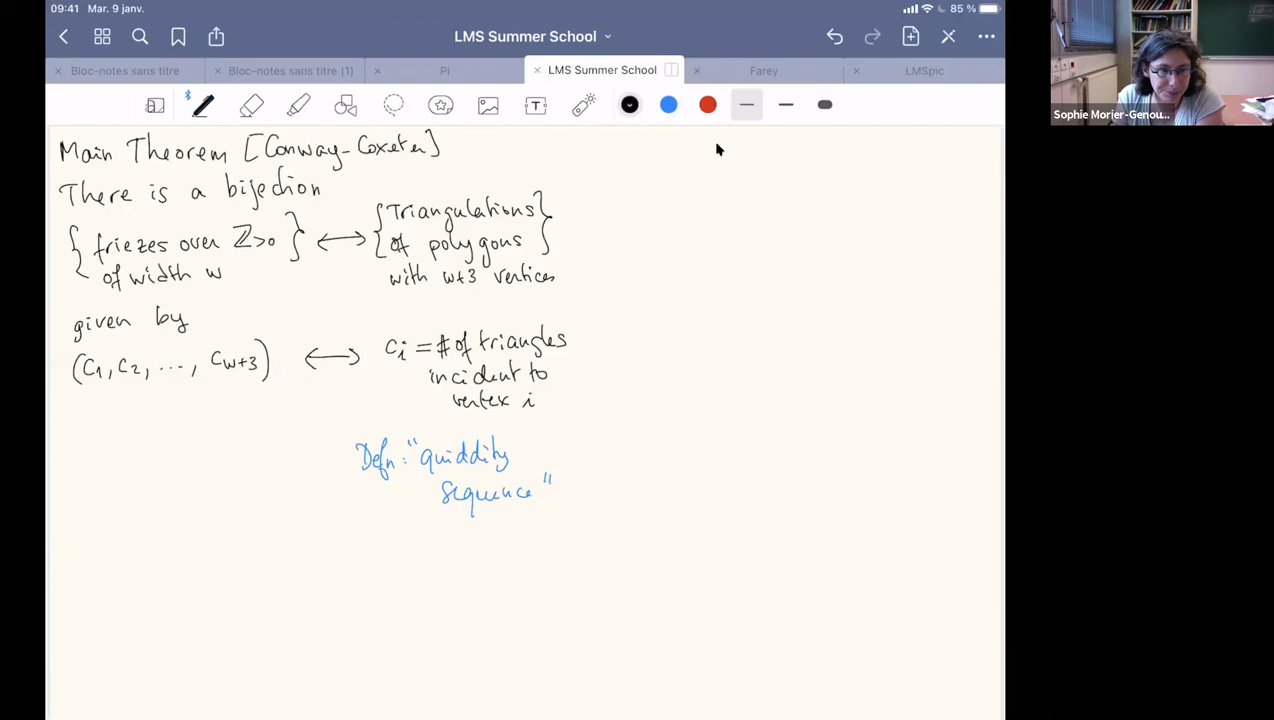 09:41 Mar. 9 janv.
85 %
LMS Summer School
Bloc-notes sans titre
Bloc-notes sans titre (1)
Pi
LMS Summer School
Farey
LMSpic
Sophie Morier-Genou...
Main Theorem [Conway-Coxeter]
There is a bijection
{ friezes over ℤ>0 of width w } ⟷ { Triangulations of polygons with w+3 vertices }
given by
(c₁, c₂, ..., c_{w+3}) ⟷ cᵢ = # of triangles
incident to
vertex i
Defn: "quiddity
sequence"